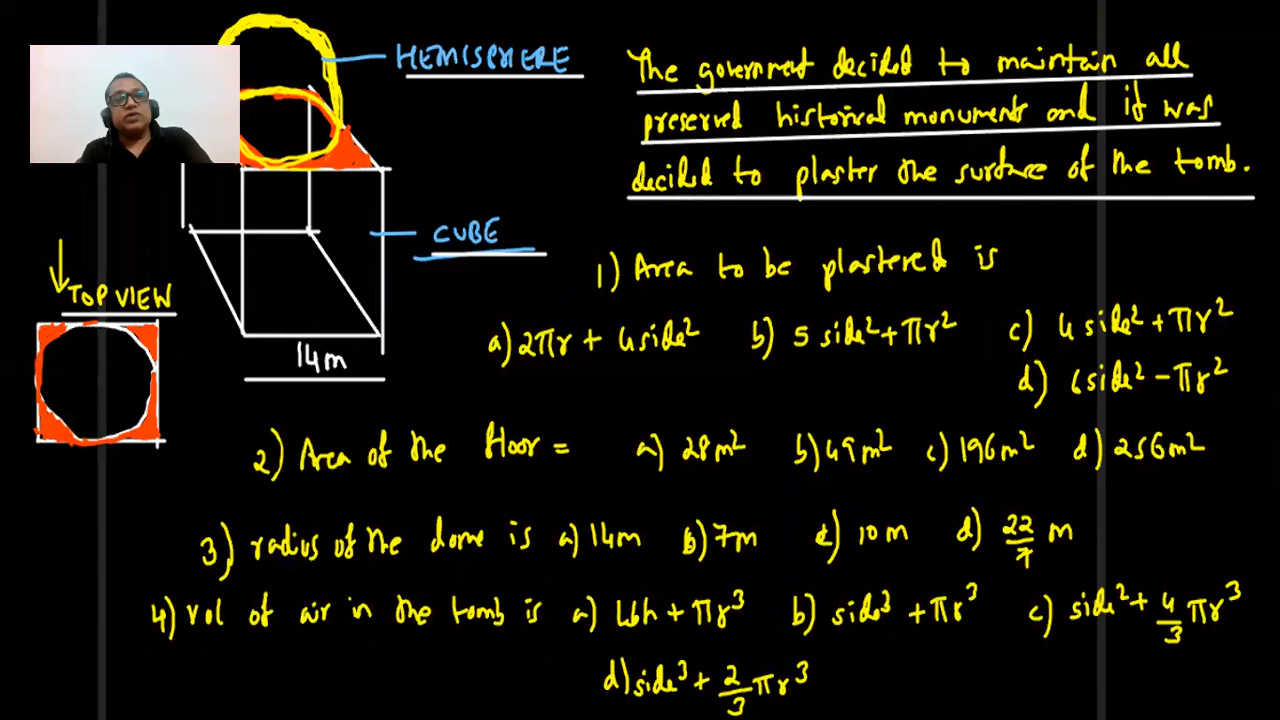 HEMISPHERE
CUBE
TOP VIEW
14m
The government decided to maintain all
preserved historical monuments and it was
decided to plaster the surface of the tomb.
1) Area to be plastered is
a) 2πr + 4side² b) 5 side² + πr² c) 4 side² + πr²
d) 6side² - πr²
2) Area of the floor = a) 28m² b) 49m² c) 196m² d) 256m²
3) radius of the dome is a) 14m b) 7m c) 10m d) 22/7 m
4) vol of air in the tomb is a) lbh + πr³ b) side³ + πr³ c) side² + 4/3 πr³
d) side³ + 2/3 πr³